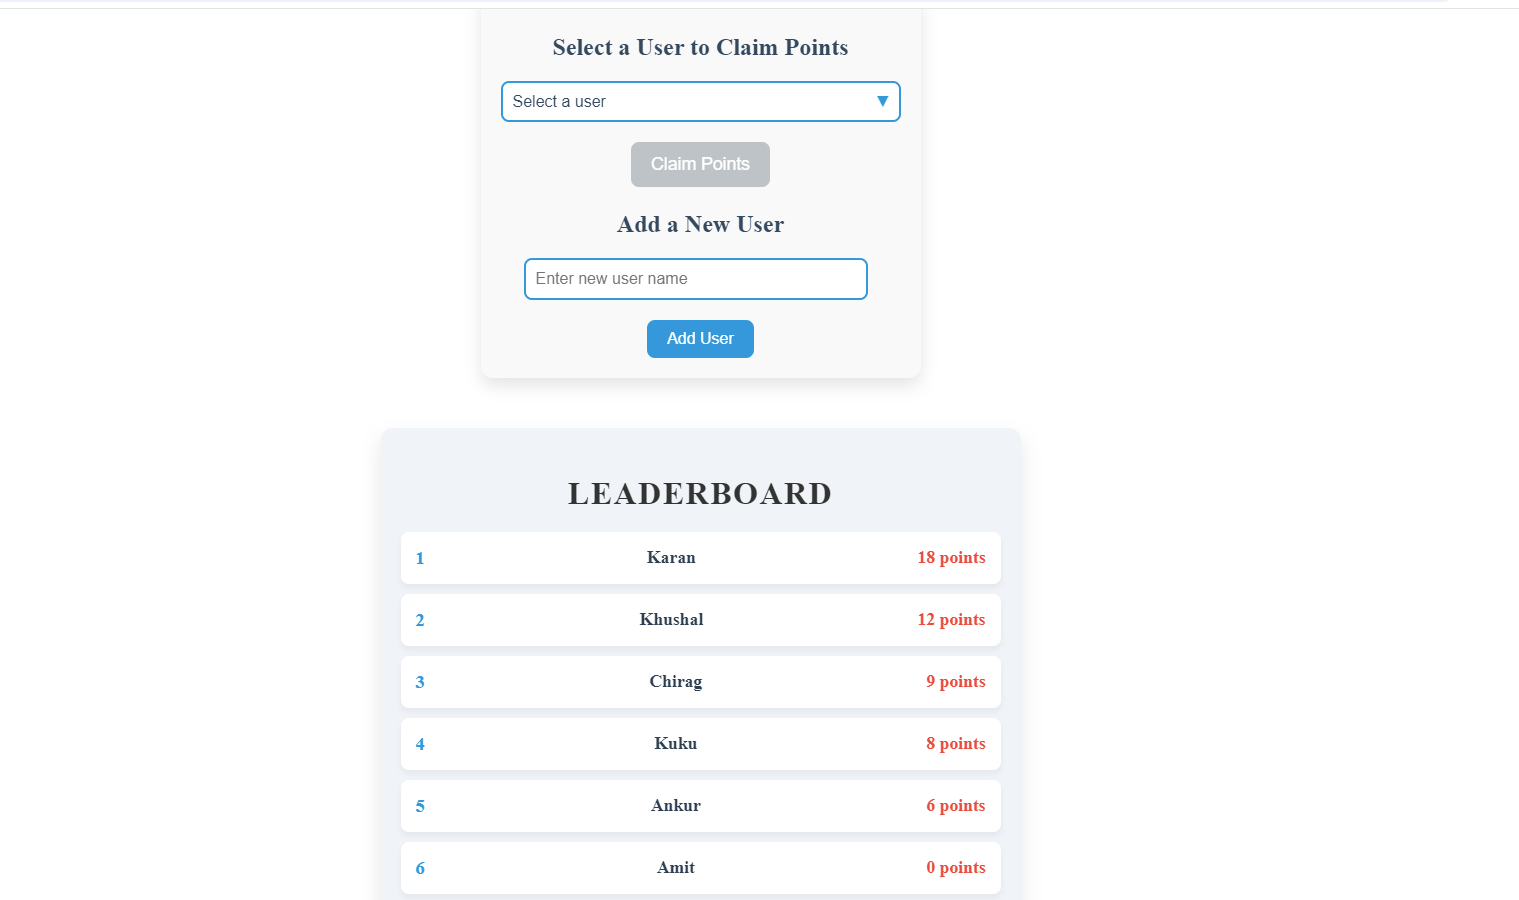 Select a User to Claim Points
Select a user
Claim Points
Add a New User
Enter new user name
Add User
LEADERBOARD
1 Karan 18 points
2 Khushal 12 points
3 Chirag 9 points
4 Kuku 8 points
5 Ankur 6 points
6 Amit 0 points